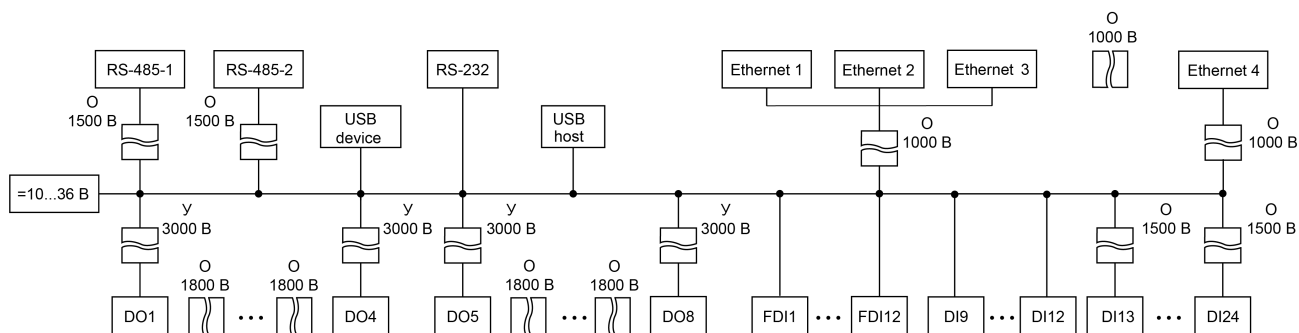 О
1000 В
RS-485-1
RS-485-2
RS-232
Ethernet 1
Ethernet 2
Ethernet 3
Ethernet 4
О
1500 В
О
1500 В
USB
device
USB
host
О
1000 В
О
1000 В
=10...36 В
У
3000 В
У
3000 В
У
3000 В
У
3000 В
О
1500 В
О
1500 В
О
1800 В
О
1800 В
О
1800 В
О
1800 В
DO1
...
DO4
DO5
...
DO8
FDI1
...
FDI12
DI9
...
DI12
DI13
...
DI24